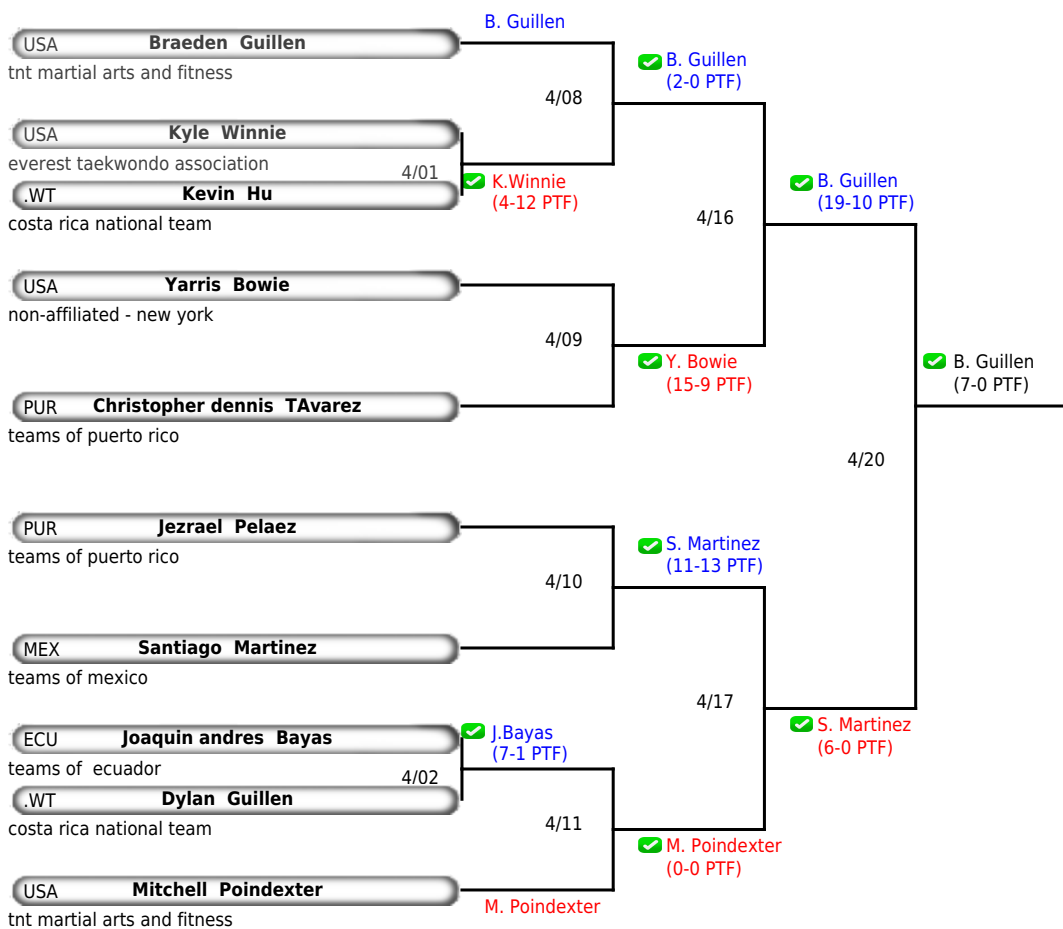 B. Guillen
USA Braeden Guillen
tnt martial arts and fitness
B. Guillen
(2-0 PTF)
4/08
USA Kyle Winnie
everest taekwondo association
4/01
K.Winnie
(4-12 PTF)
.WT Kevin Hu
costa rica national team
B. Guillen
(19-10 PTF)
4/16
USA Yarris Bowie
non-affiliated - new york
4/09
Y. Bowie
(15-9 PTF)
B. Guillen
(7-0 PTF)
PUR Christopher dennis TAvarez
teams of puerto rico
4/20
PUR Jezrael Pelaez
teams of puerto rico
S. Martinez
(11-13 PTF)
4/10
MEX Santiago Martinez
teams of mexico
4/17
S. Martinez
(6-0 PTF)
ECU Joaquin andres Bayas
teams of ecuador
J.Bayas
(7-1 PTF)
4/02
.WT Dylan Guillen
costa rica national team
4/11
M. Poindexter
(0-0 PTF)
USA Mitchell Poindexter
tnt martial arts and fitness
M. Poindexter